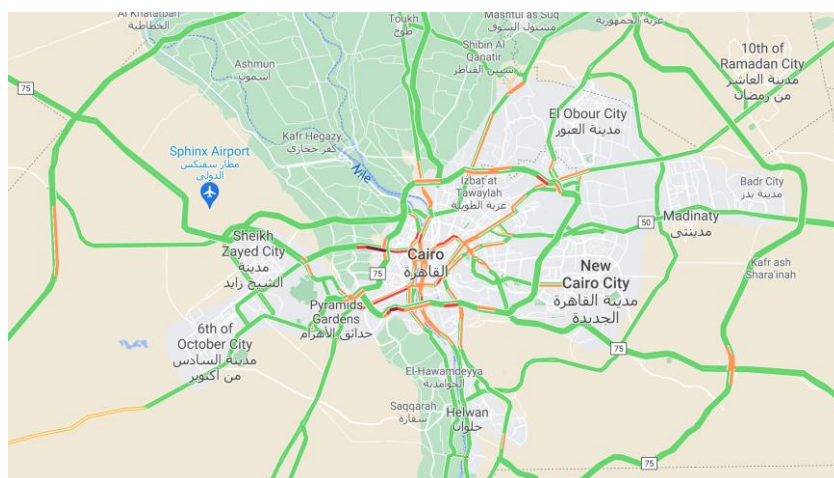 Al Khatatbah
الخطاطبة
Toukh
طوخ
Mashtul as Suq
مشتول السوق
عزبة الجمهورية
Ashmun
أشمون
Shibin Al
Qanatir
شبين القناطر
10th of
Ramadan City
مدينة العاشر
من رمضان
75
El Obour City
مدينة العبور
Kafr Hegazy
كفر حجازي
Sphinx Airport
مطار سفنكس
الدولي
Nile
Izbat at
Tawaylah
عزبة الطويلة
Badr City
مدينة بدر
Madinaty
مدينتي
50
Sheikh
Zayed City
مدينة
الشيخ زايد
Cairo
القاهرة
75
New
Cairo City
مدينة القاهرة
الجديدة
Kafr ash
Shara'inah
Pyramids
Gardens
حدائق الأهرام
6th of
October City
مدينة السادس
من أكتوبر
75
El-Hawamdeyya
الحوامدية
Saqqarah
سقارة
Helwan
حلوان
75